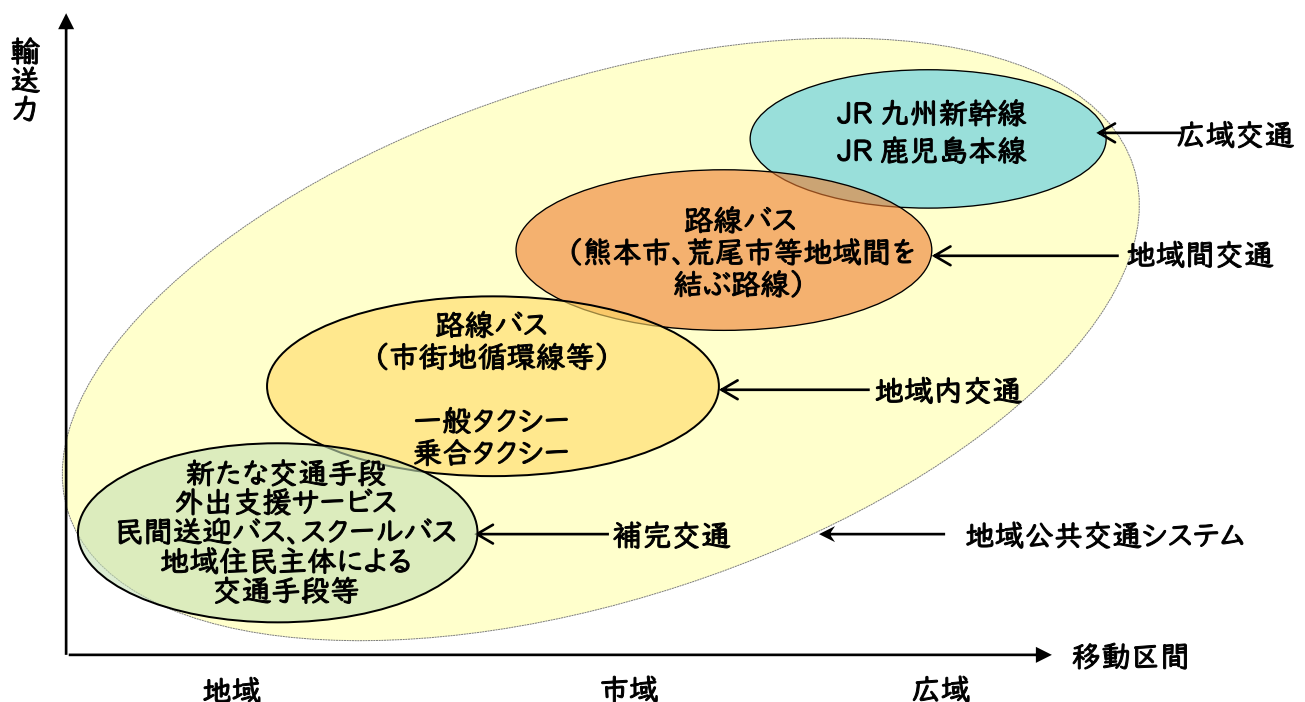 輸送力
JR 九州新幹線
JR 鹿児島本線
広域交通
路線バス
(熊本市、荒尾市等地域間を
結ぶ路線)
地域間交通
路線バス
(市街地循環線等)
一般タクシー
乗合タクシー
地域内交通
新たな交通手段
外出支援サービス
民間送迎バス、スクールバス
地域住民主体による
交通手段等
補完交通
地域公共交通システム
移動区間
地域
市域
広域